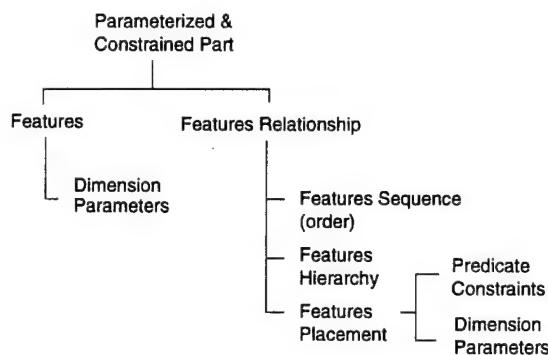 Parameterized &
Constrained Part
Features
Features Relationship
Dimension
Parameters
Features Sequence
(order)
Features
Hierarchy
Features
Placement
Predicate
Constraints
Dimension
Parameters